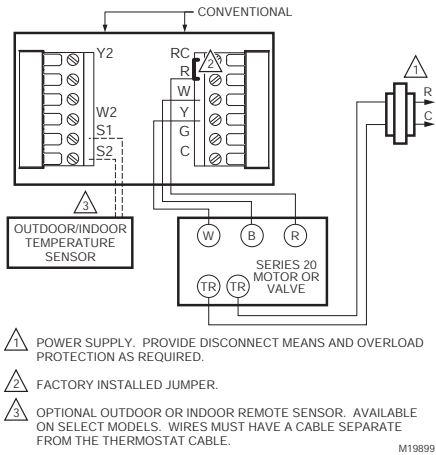 CONVENTIONAL
Y2
W2
S1
S2
RC
R
W
Y
G
C
2
1
R
C
3
OUTDOOR/INDOOR
TEMPERATURE
SENSOR
W
B
R
SERIES 20
MOTOR OR
VALVE
TR
TR
1 POWER SUPPLY. PROVIDE DISCONNECT MEANS AND OVERLOAD
PROTECTION AS REQUIRED.
2 FACTORY INSTALLED JUMPER.
3 OPTIONAL OUTDOOR OR INDOOR REMOTE SENSOR. AVAILABLE
ON SELECT MODELS. WIRES MUST HAVE A CABLE SEPARATE
FROM THE THERMOSTAT CABLE.
M19899